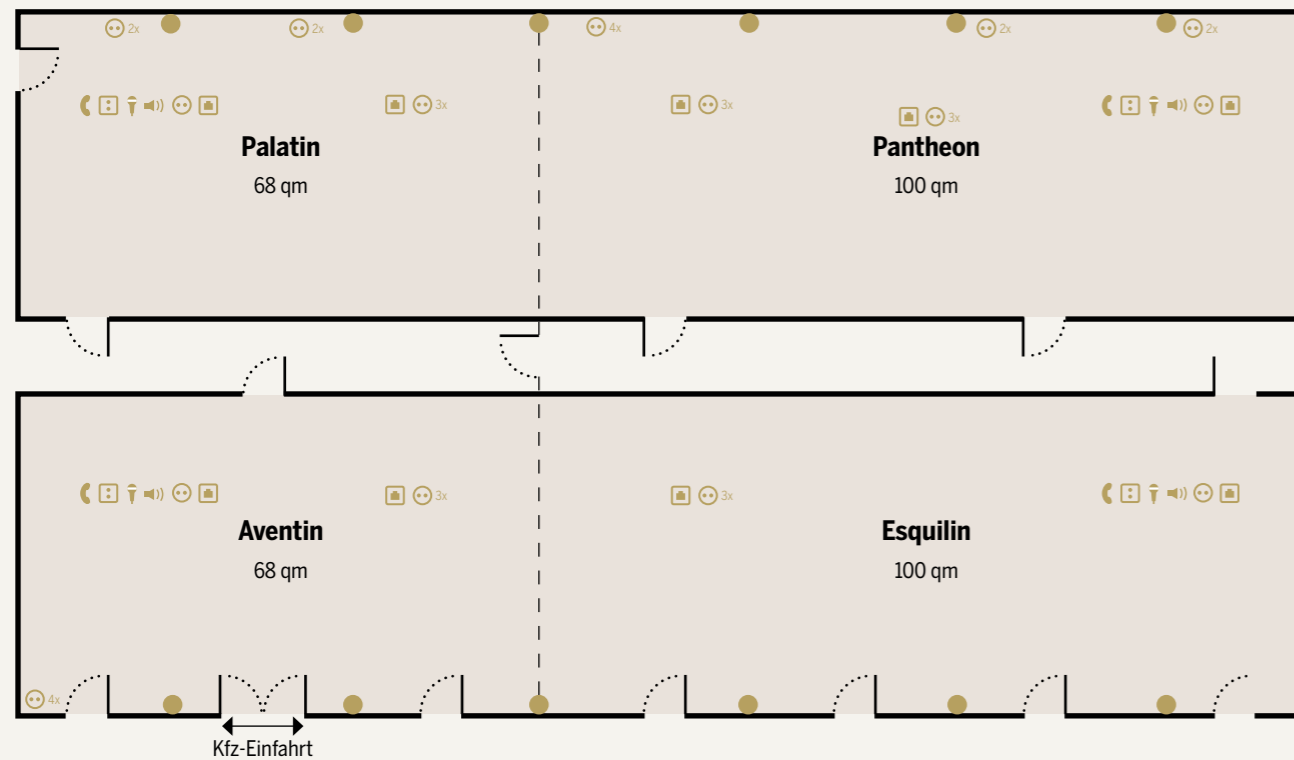 2x 2x 4x 2x 2x
3x 3x 3x
Palatin
68 qm
Pantheon
100 qm
3x 3x
Aventin
68 qm
Esquilin
100 qm
4x
Kfz-Einfahrt